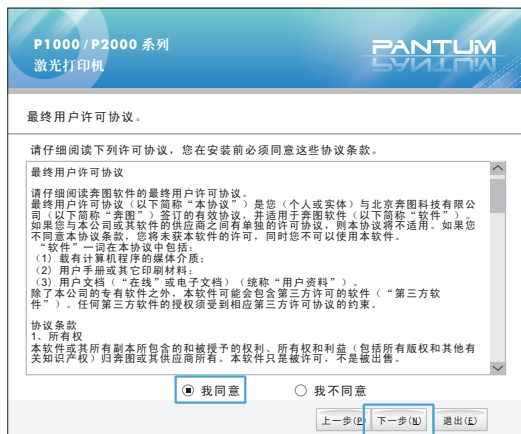 P1000/P2000 系列
激光打印机
PANTUM
最终用户许可协议。
请仔细阅读下列许可协议，您在安装前必须同意这些协议条款。
最终用户许可协议
请仔细阅读奔图软件的最终用户许可协议。
最终用户许可协议（以下简称“本协议”）是您（个人或实体）与北京奔图科技有限公
司（以下简称“奔图”）签订的有效协议，并适用于奔图软件（以下简称“软件”）。
如果您与本公司或其软件的供应商之间有单独的许可协议，则本协议将不适用。如果您
不同意本协议条款，您将未获本软件的许可，同时您不可以使用本软件。
“软件”一词在本协议中包括：
（1）载有计算机程序的媒体介质；
（2）用户手册或其它印刷材料；
（3）用户文档（“在线”或电子文档）（统称“用户资料”）。
除了本公司的专有软件之外，本软件可能会包含第三方许可的软件（“第三方软
件”）。任何第三方软件的授权须受到相应第三方许可协议的约束。
协议条款
1、所有权
本软件或其所有副本所包含的和被授予的权利、所有权和利益（包括所有版权和其他有
关知识产权）归奔图或其供应商所有。本软件只是被许可，不是被出售。
我同意 我不同意
上一步(P) 下一步(N) 退出(E)